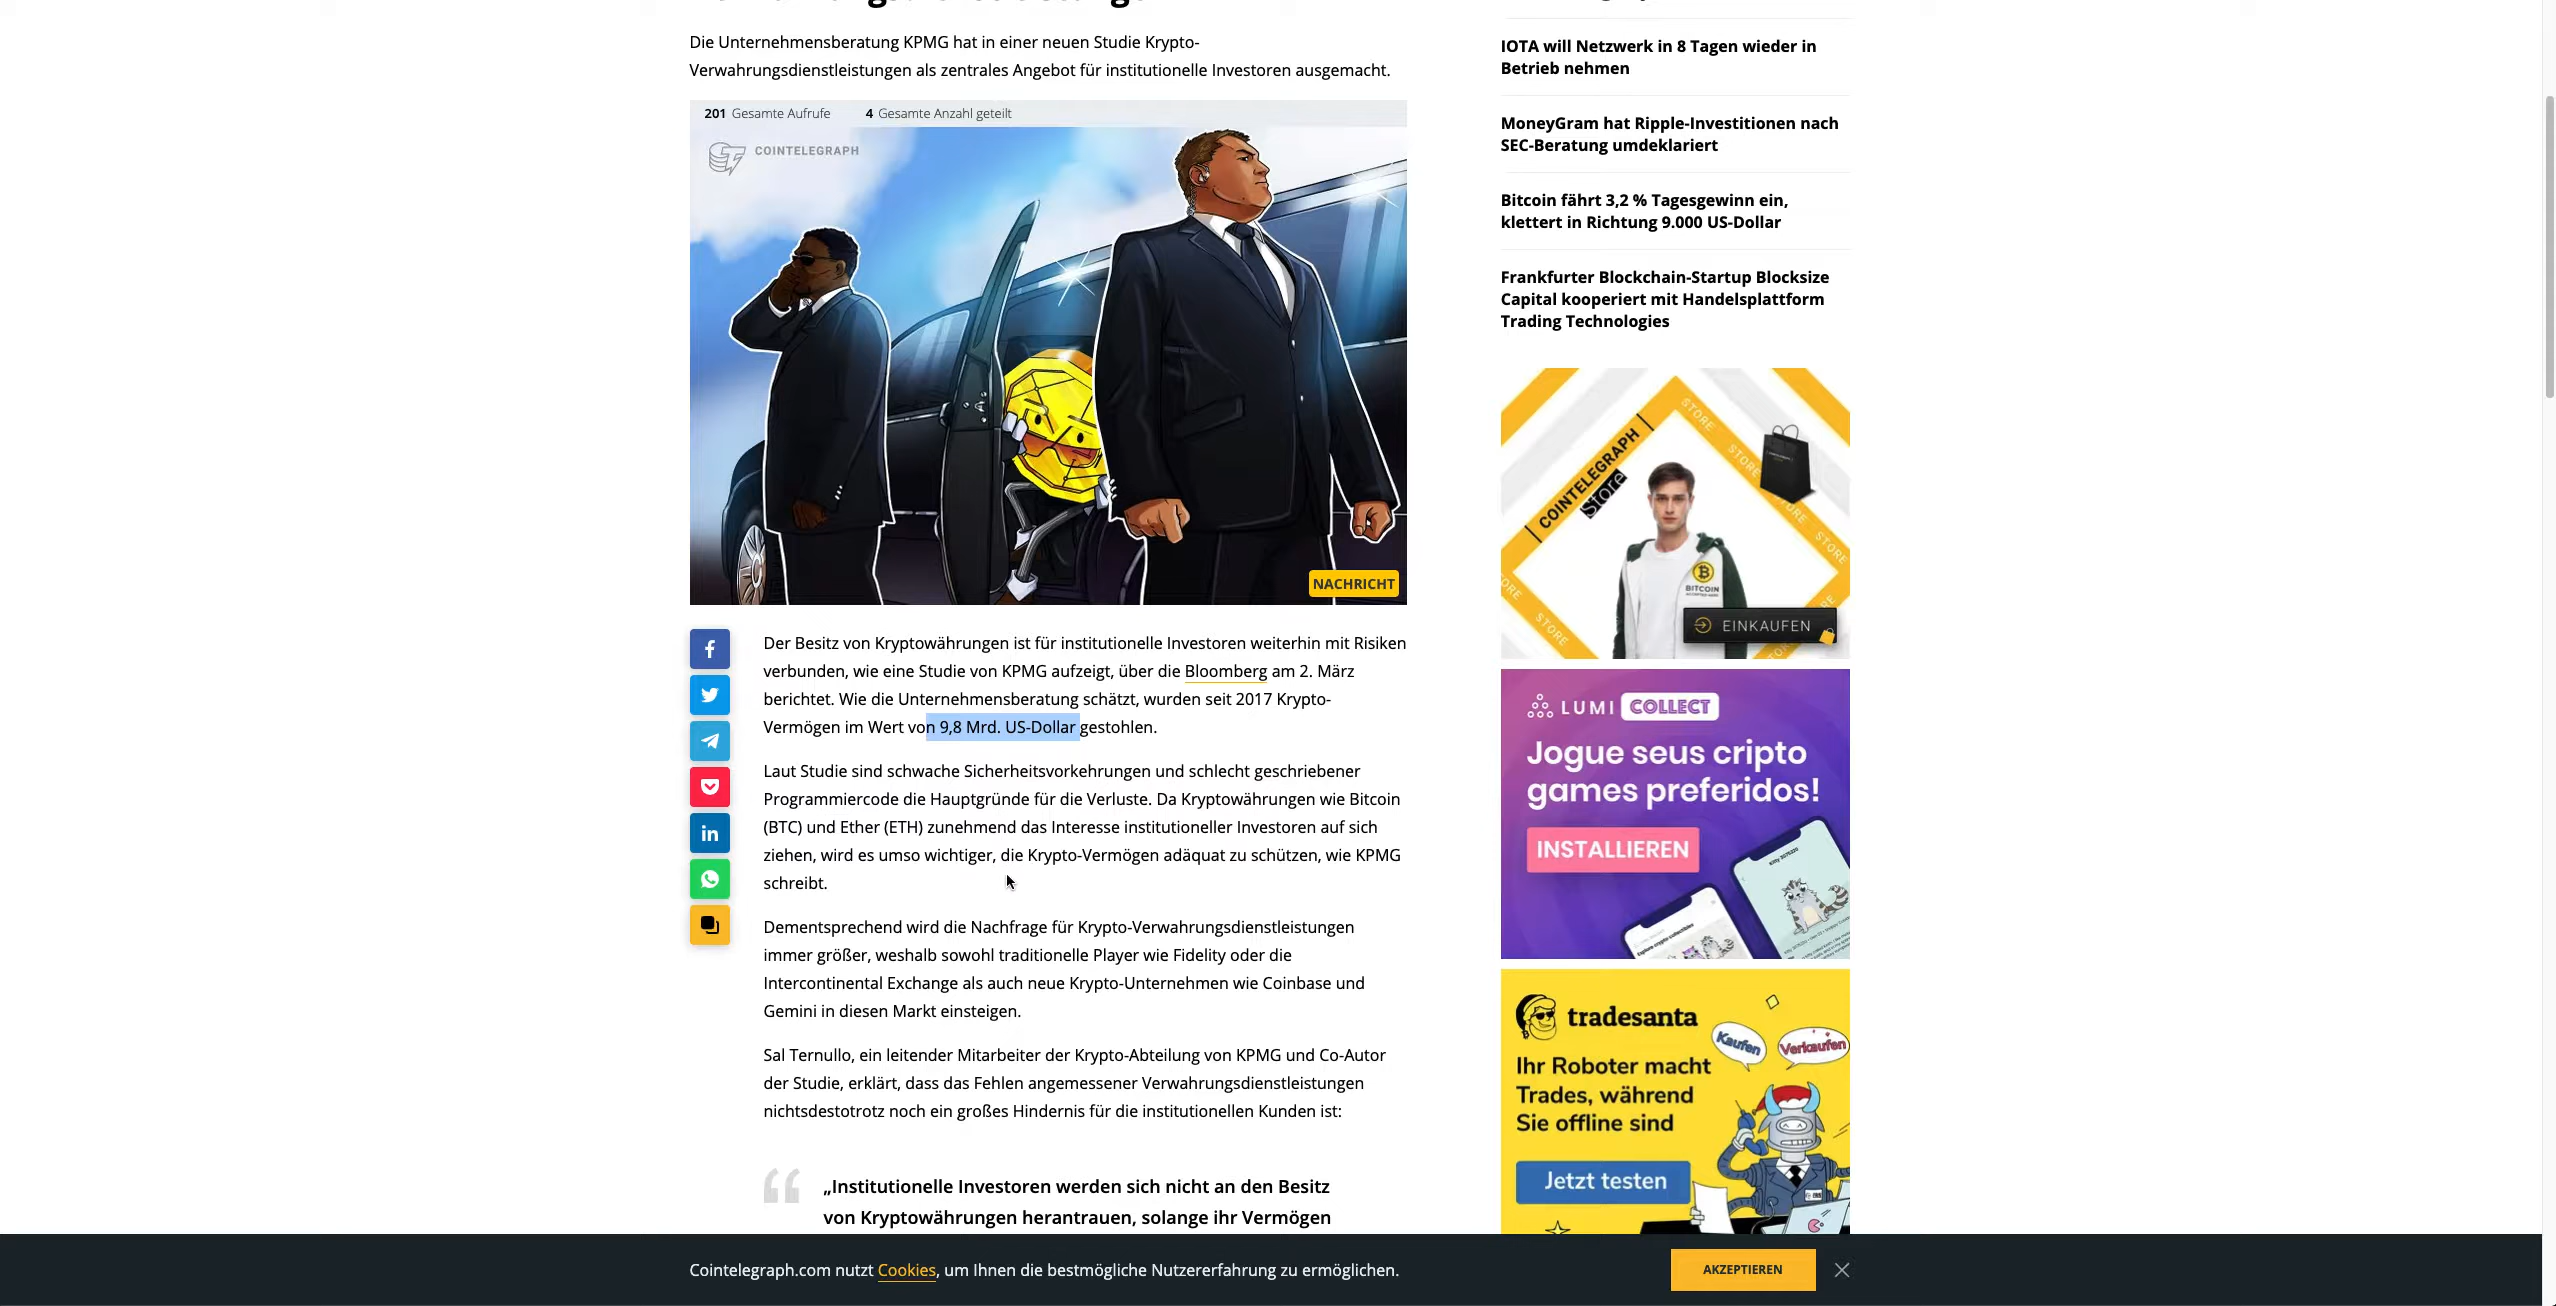 Die Unternehmensberatung KPMG hat in einer neuen Studie Krypto-
Verwahrungsdienstleistungen als zentrales Angebot für institutionelle Investoren ausgemacht.
201 Gesamte Aufrufe 4 Gesamte Anzahl geteilt
COINTELEGRAPH
NACHRICHT
Der Besitz von Kryptowährungen ist für institutionelle Investoren weiterhin mit Risiken
verbunden, wie eine Studie von KPMG aufzeigt, über die Bloomberg am 2. März
berichtet. Wie die Unternehmensberatung schätzt, wurden seit 2017 Krypto-
Vermögen im Wert von 9,8 Mrd. US-Dollar gestohlen.
Laut Studie sind schwache Sicherheitsvorkehrungen und schlecht geschriebener
Programmiercode die Hauptgründe für die Verluste. Da Kryptowährungen wie Bitcoin
(BTC) und Ether (ETH) zunehmend das Interesse institutioneller Investoren auf sich
ziehen, wird es umso wichtiger, die Krypto-Vermögen adäquat zu schützen, wie KPMG
schreibt.
Dementsprechend wird die Nachfrage für Krypto-Verwahrungsdienstleistungen
immer größer, weshalb sowohl traditionelle Player wie Fidelity oder die
Intercontinental Exchange als auch neue Krypto-Unternehmen wie Coinbase und
Gemini in diesen Markt einsteigen.
Sal Ternullo, ein leitender Mitarbeiter der Krypto-Abteilung von KPMG und Co-Autor
der Studie, erklärt, dass das Fehlen angemessener Verwahrungsdienstleistungen
nichtsdestotrotz noch ein großes Hindernis für die institutionellen Kunden ist:
„Institutionelle Investoren werden sich nicht an den Besitz
von Kryptowährungen herantrauen, solange ihr Vermögen
IOTA will Netzwerk in 8 Tagen wieder in
Betrieb nehmen
MoneyGram hat Ripple-Investitionen nach
SEC-Beratung umdeklariert
Bitcoin fährt 3,2 % Tagesgewinn ein,
klettert in Richtung 9.000 US-Dollar
Frankfurter Blockchain-Startup Blocksize
Capital kooperiert mit Handelsplattform
Trading Technologies
STORE
STORE
STORE
STORE
STORE
COINTELEGRAPH
Store
BITCOIN
EINKAUFEN
LUMI COLLECT
Jogue seus cripto
games preferidos!
INSTALLIEREN
tradesanta
Kaufen
Verkaufen
Ihr Roboter macht
Trades, während
Sie offline sind
Jetzt testen
Cointelegraph.com nutzt Cookies, um Ihnen die bestmögliche Nutzererfahrung zu ermöglichen.
AKZEPTIEREN